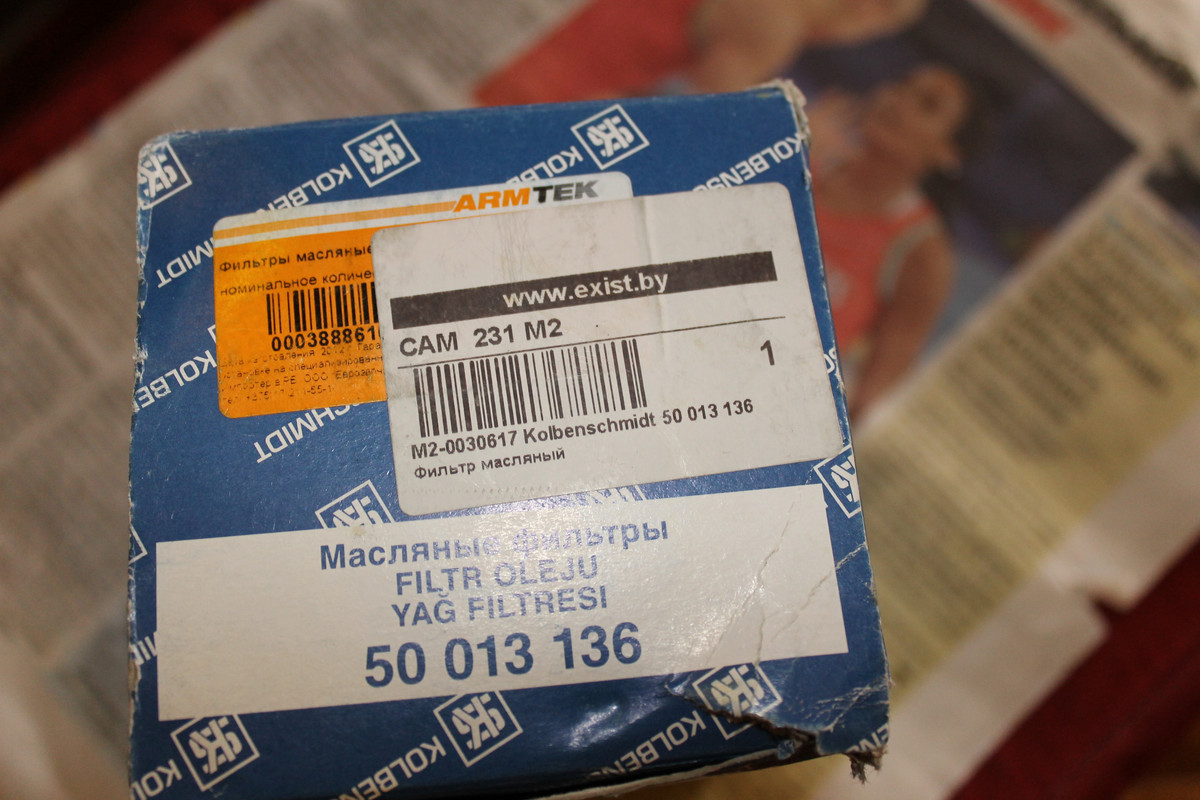 KOLBENSCHMIDT
ARMTEK
Фильтры масляные
номинальное количе
000388861
www.exist.by
CAM 231 M2
1
M2-0030617 Kolbenschmidt 50 013 136
Фильтр масляный
Масляные фильтры
FILTR OLEJU
YAĞ FILTRESI
50 013 136
KOLBENSCHMIDT